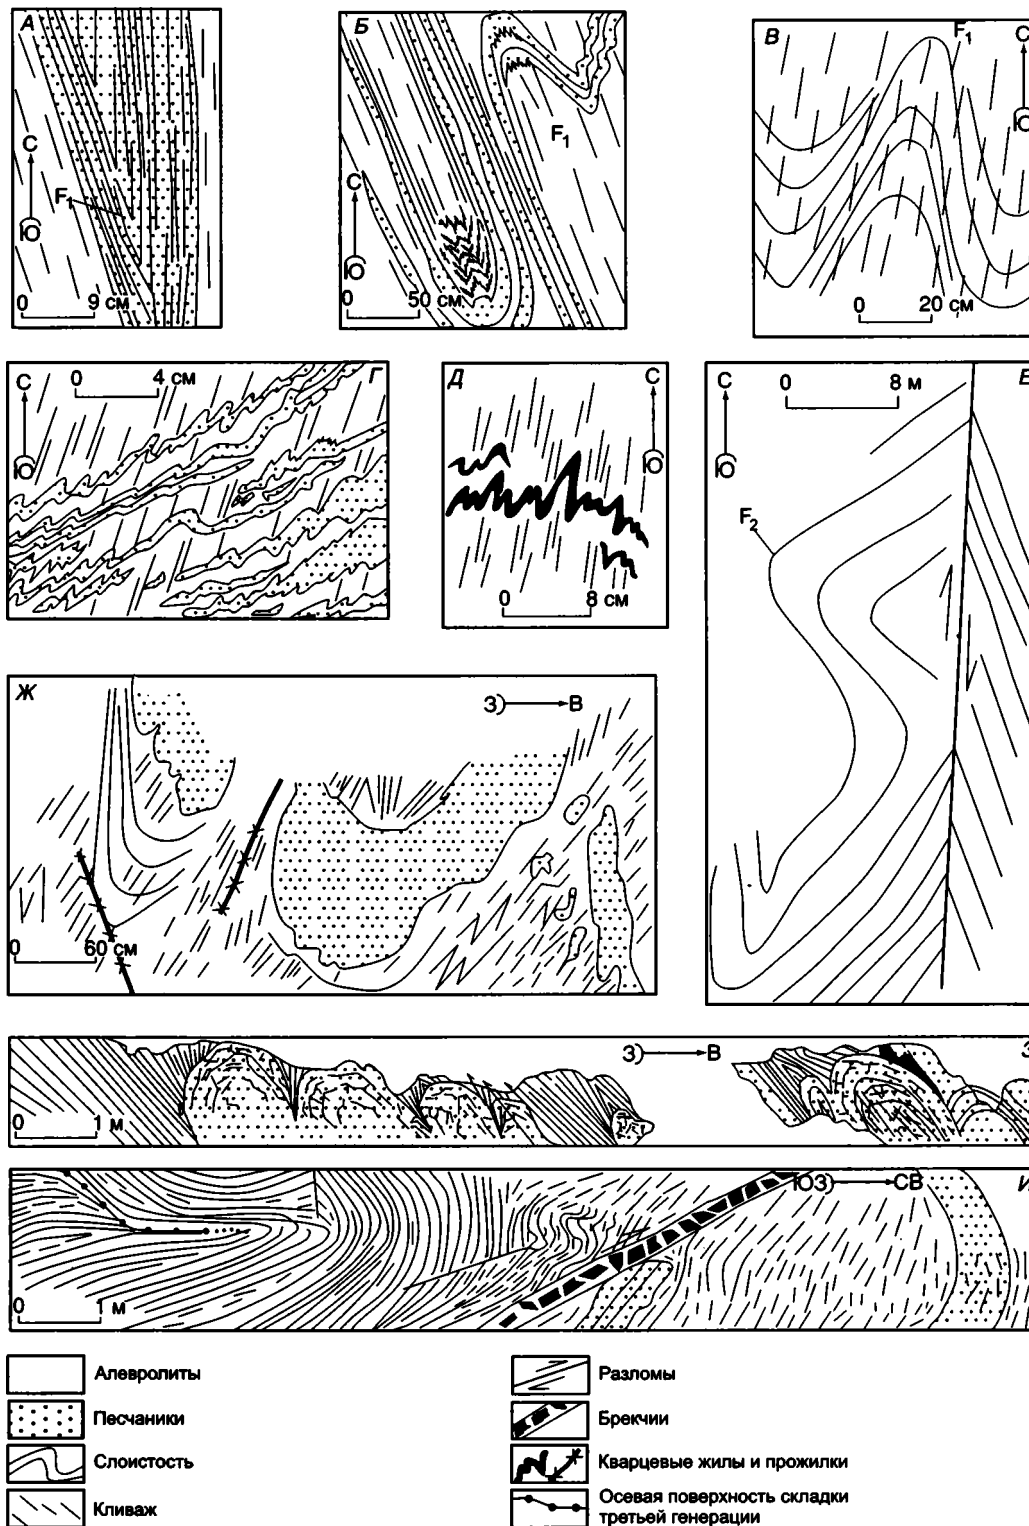 А
С
Ю
F1
0 9 см
Б
С
Ю
F1
0 50 см
В
F1
С
Ю
0 20 см
Г
С
Ю
0 4 см
Д
С
Ю
0 8 см
Е
С
Ю
0 8 м
F2
Ж
З В
0 60 см
З
З В
0 1 м
И
ЮЗ СВ
0 1 м
Алевролиты
Песчаники
Слоистость
Кливаж
Разломы
Брекчии
Кварцевые жилы и прожилки
Осевая поверхность складки
третьей генерации